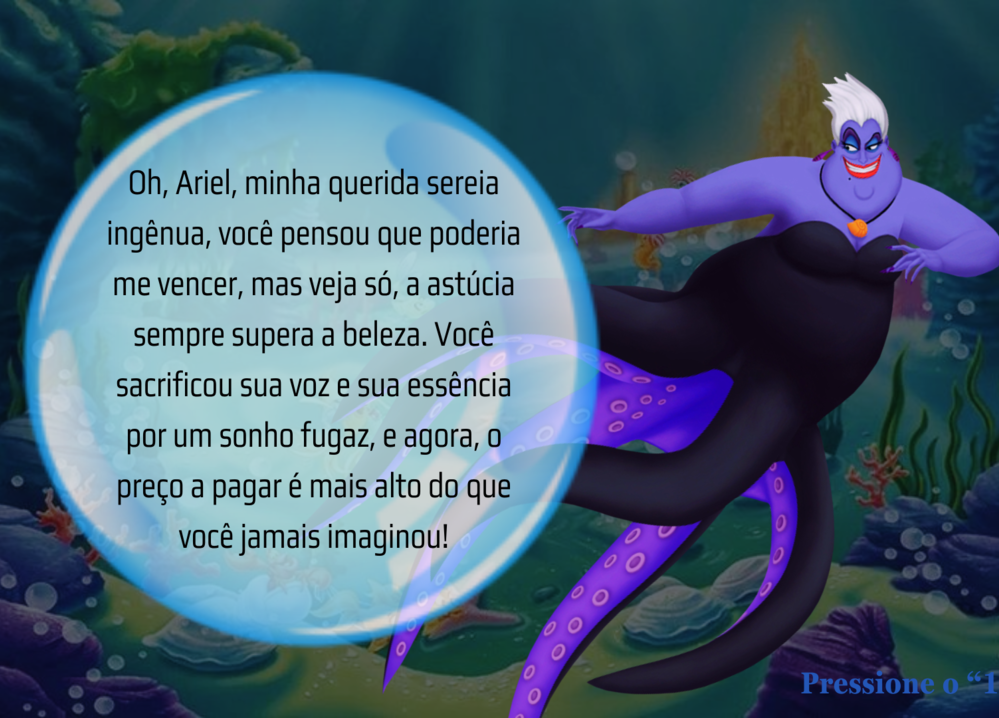 Oh, Ariel, minha querida sereia
ingênua, você pensou que poderia
me vencer, mas veja só, a astúcia
sempre supera a beleza. Você
sacrificou sua voz e sua essência
por um sonho fugaz, e agora, o
preço a pagar é mais alto do que
você jamais imaginou!
Pressione o “1